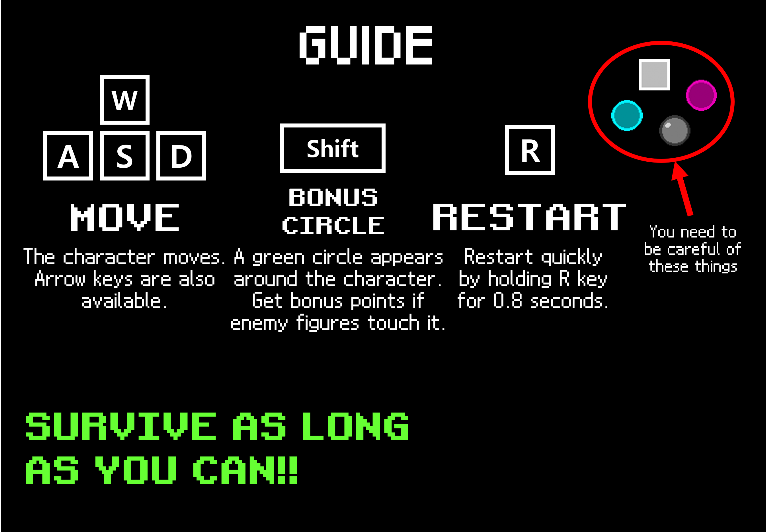 GUIDE
W
A S D
MOVE
The character moves.
Arrow keys are also
available.
Shift
BONUS
CIRCLE
A green circle appears
around the character.
Get bonus points if
enemy figures touch it.
R
RESTART
Restart quickly
by holding R key
for 0.8 seconds.
You need to
be careful of
these things
SURVIVE AS LONG
AS YOU CAN!!